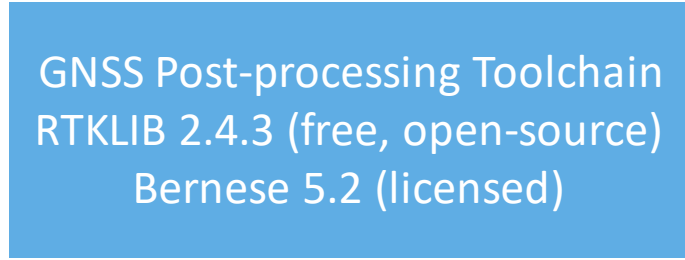 GNSS Post-processing Toolchain
RTKLIB 2.4.3 (free, open-source)
Bernese 5.2 (licensed)